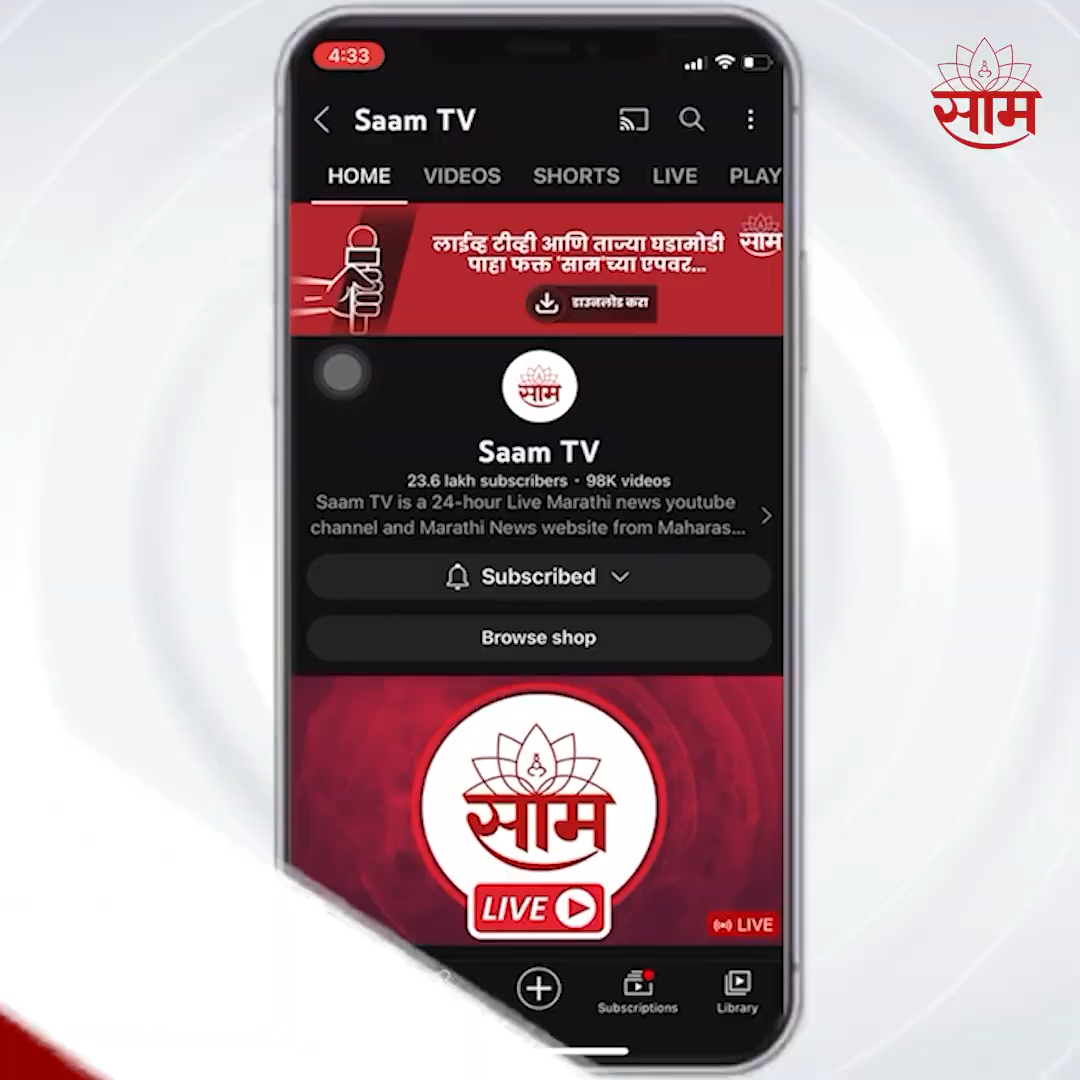 4:33
साम
Saam TV
HOME VIDEOS SHORTS LIVE PLAY
लाईव्ह टीव्ही आणि ताज्या घडामोडी
पाहा फक्त 'साम'च्या एपवर...
साम
डाउनलोड करा
साम
Saam TV
23.6 lakh subscribers · 98K videos
Saam TV is a 24-hour Live Marathi news youtube
channel and Marathi News website from Maharas...
Subscribed
Browse shop
साम
LIVE
LIVE
Subscriptions
Library